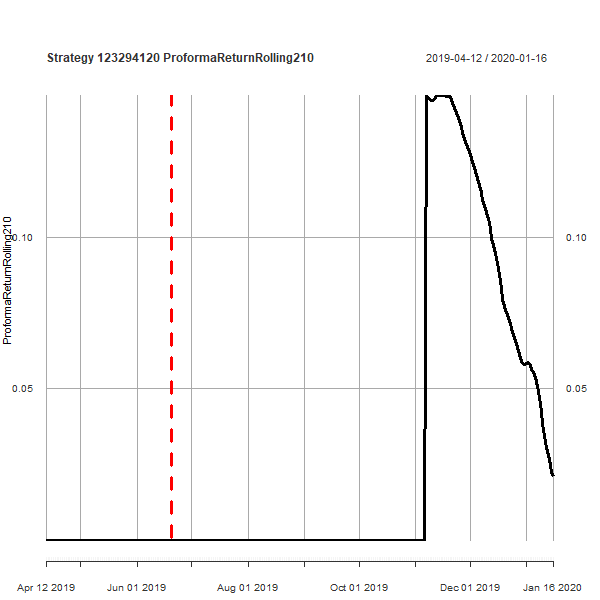 Strategy 123294120 ProformaReturnRolling210
2019-04-12 / 2020-01-16
ProformaReturnRolling210
0.10
0.10
0.05
0.05
Apr 12 2019
Jun 01 2019
Aug 01 2019
Oct 01 2019
Dec 01 2019
Jan 16 2020